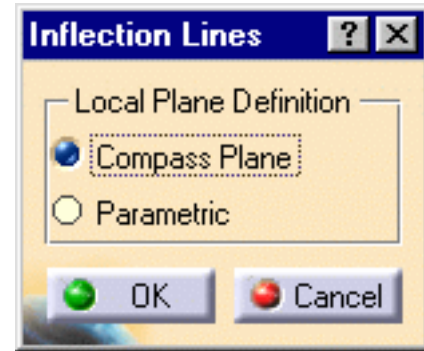 Inflection Lines ? ×
Local Plane Definition
Compass Plane
Parametric
OK Cancel